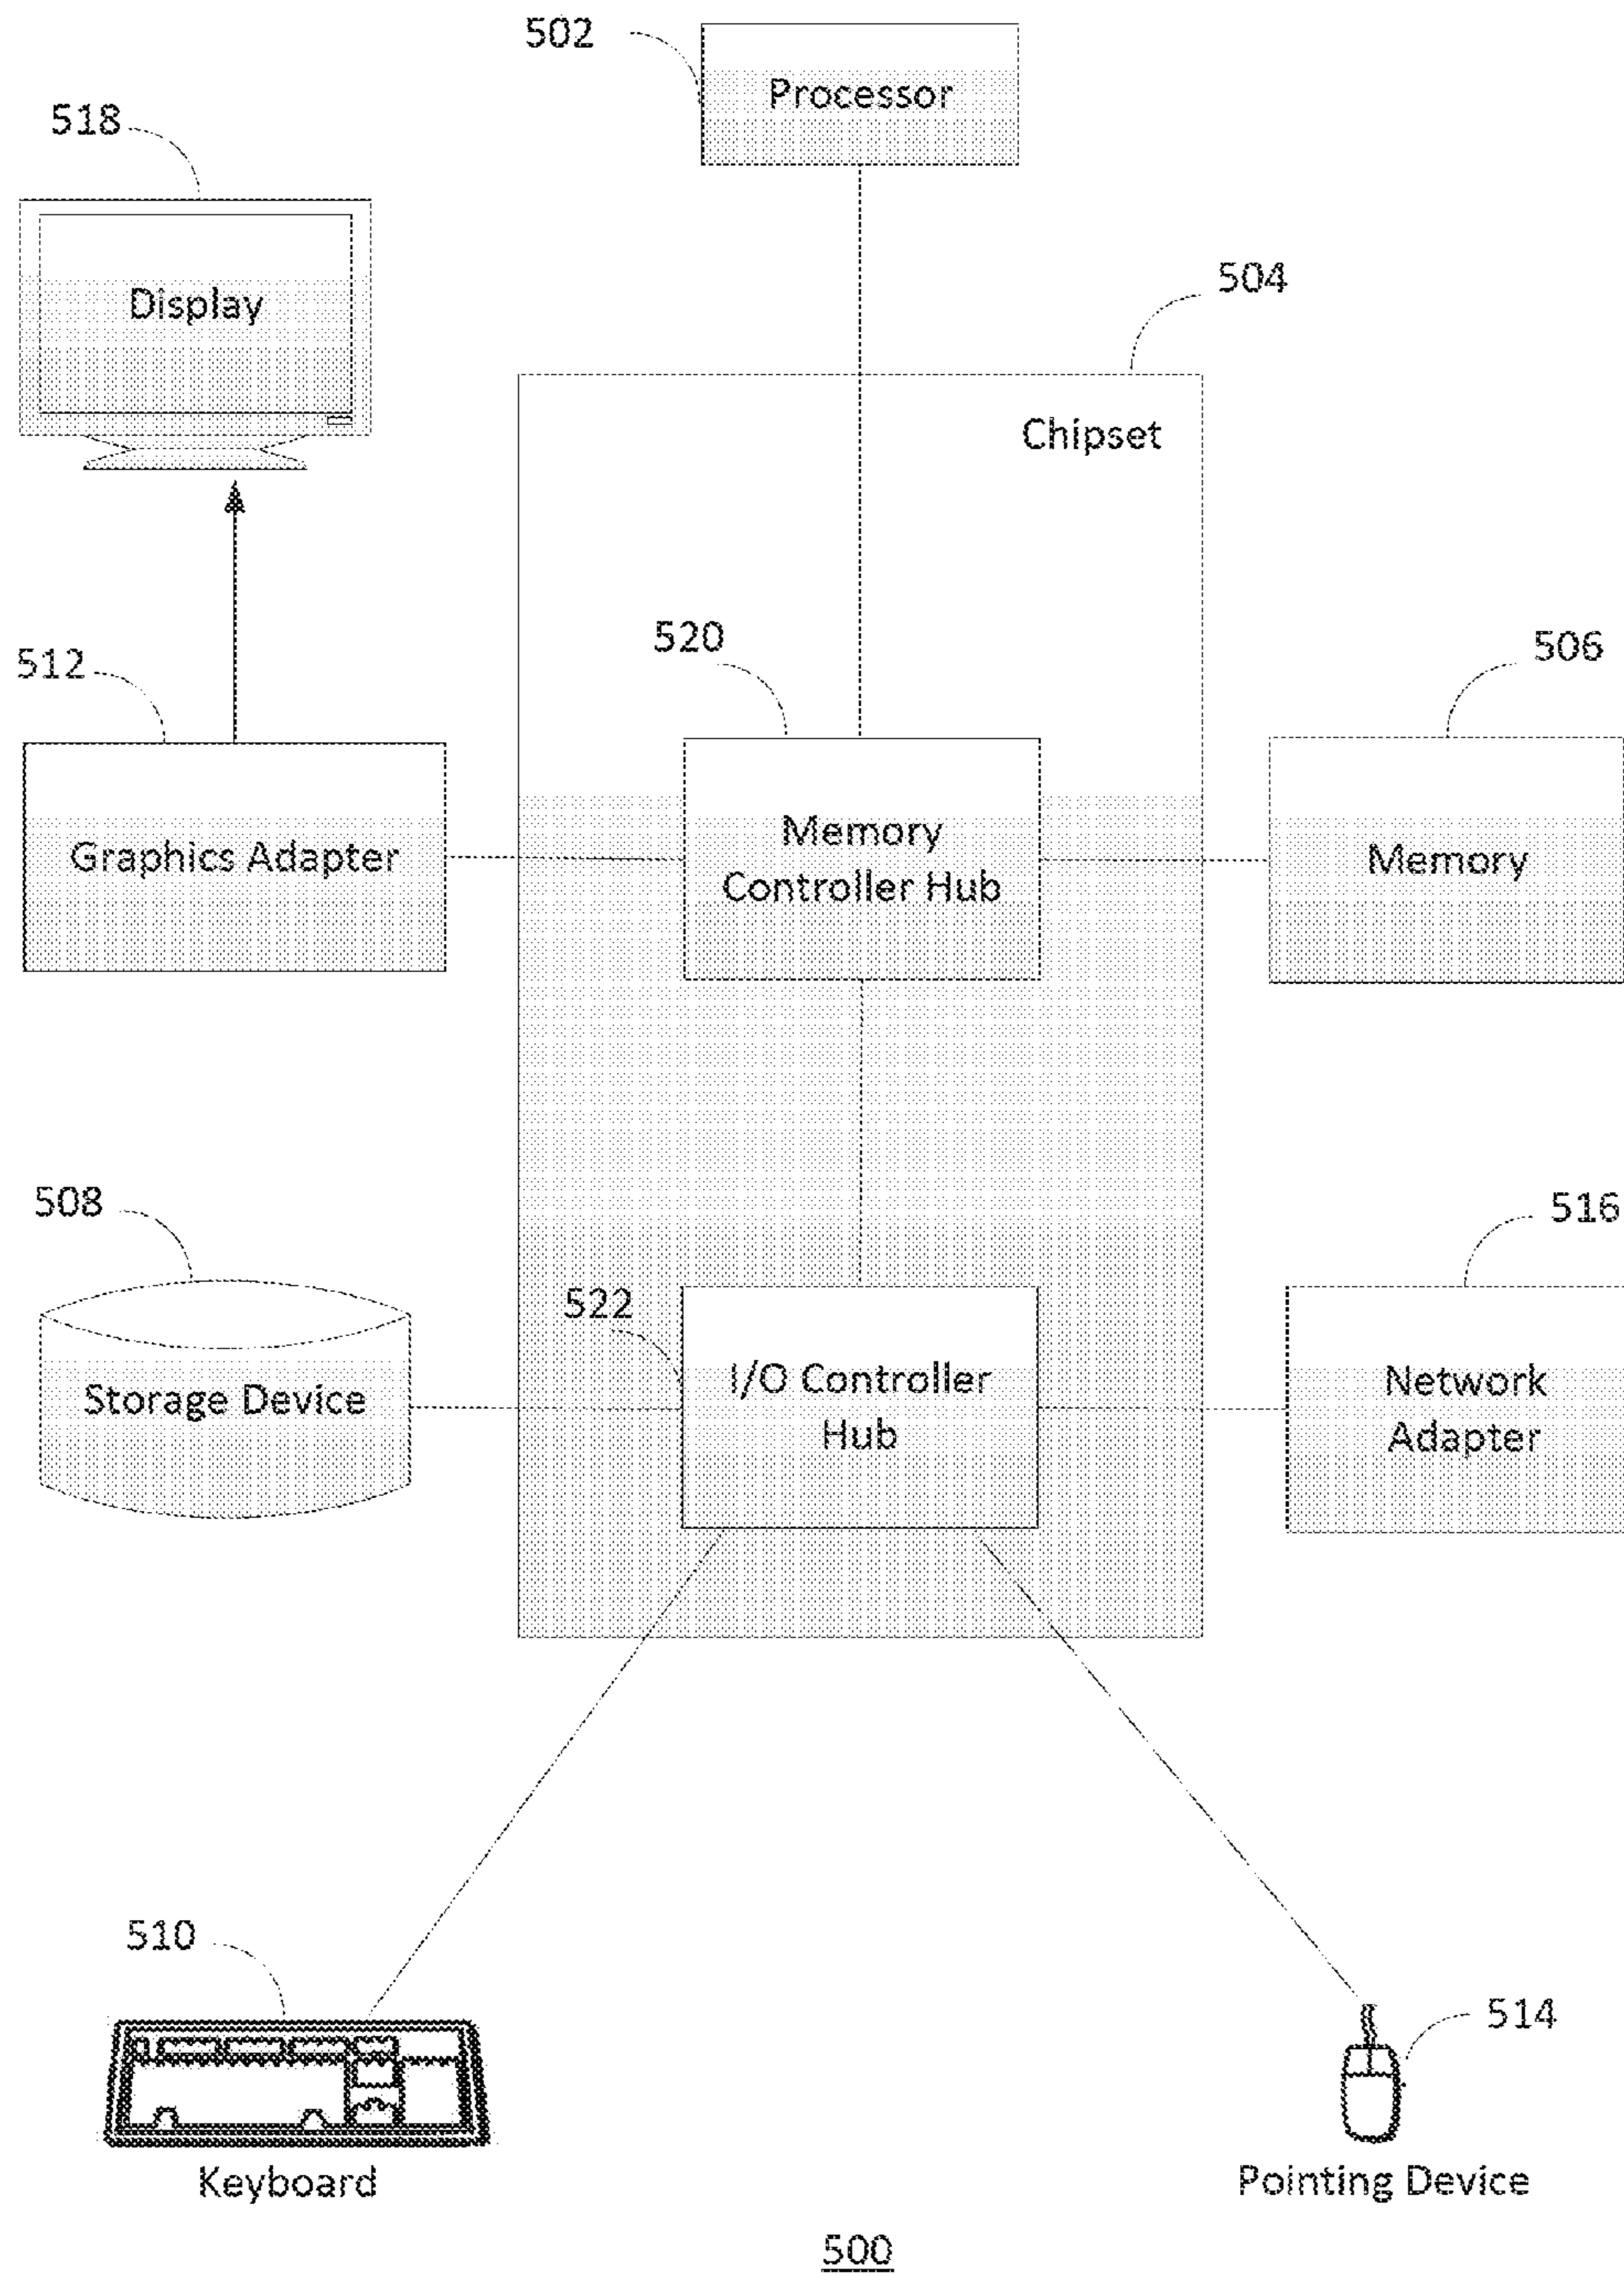 502
Processor
518
Display
504
Chipset
520
512
506
Memory
Controller Hub
Graphics Adapter
Memory
508
516
522
I/O Controller
Hub
Storage Device
Network
Adapter
510
514
Keyboard
Pointing Device
500